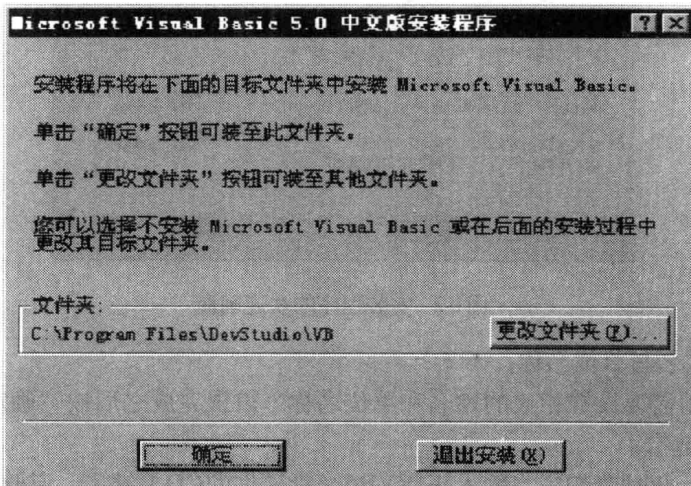 Microsoft Visual Basic 5.0 中文版安装程序
安装程序将在下面的目标文件夹中安装 Microsoft Visual Basic。
单击“确定”按钮可装至此文件夹。
单击“更改文件夹”按钮可装至其他文件夹。
您可以选择不安装 Microsoft Visual Basic 或在后面的安装过程中
更改其目标文件夹。
文件夹:
C:\Program Files\DevStudio\VB
更改文件夹(F)...
确定
退出安装(X)